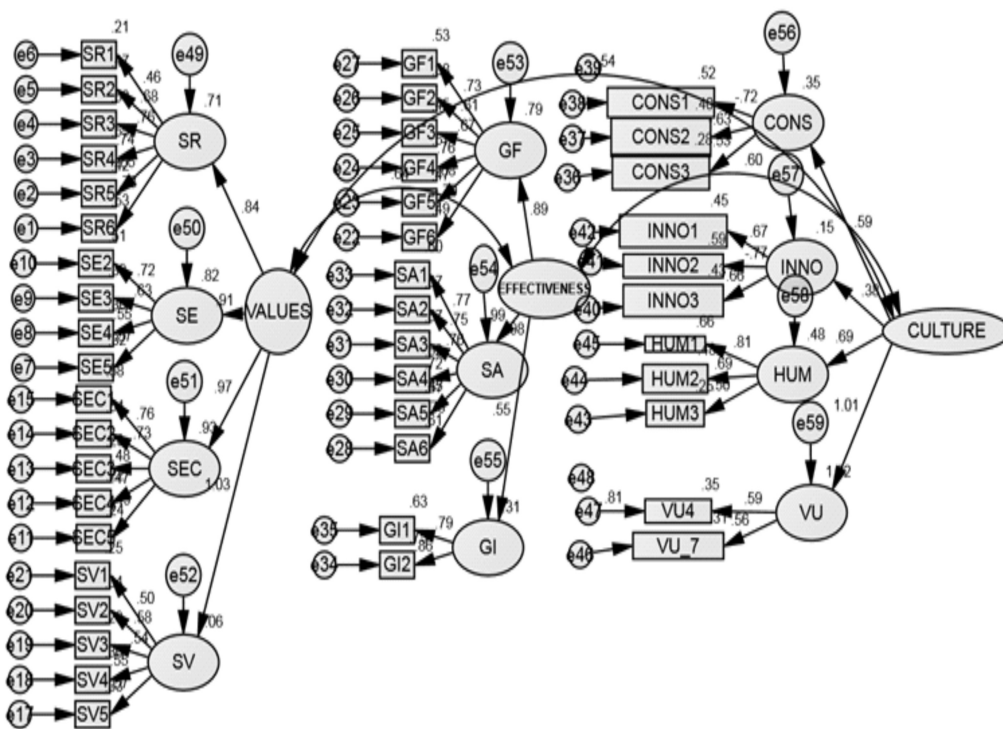 .21
e6 SR1
e5 SR2
e4 SR3
e3 SR4
e2 SR5
e1 SR6
.46
.68
.76
.74
e49
.71
SR
.84
e10 SE2
e9 SE3
e8 SE4
e7 SE5
.72
.63
.55
e50
.82
SE
.91
VALUES
e15 SEC1
e14 SEC2
e13 SEC3
e12 SEC4
e11 SEC5
.76
.73
.48
e51
.93
SEC
.97
1.03
e21 SV1
e20 SV2
e19 SV3
e18 SV4
e17 SV5
.50
.58
.54
.55
e52
1.06
SV
.53
e27 GF1
e26 GF2
e25 GF3
e24 GF4
e23 GF5
e22 GF6
.73
.81
.67
.76
e53
.79
GF
.89
EFFECTIVENESS
e33 SA1
e32 SA2
e31 SA3
e30 SA4
e29 SA5
e28 SA6
.77
.75
.76
.72
e54
.99
.98
SA
.55
.63
e35 GI1
e34 GI2
.79
.86
e55
.31
GI
e39
.54
.52
e38 CONS1
e37 CONS2
e36 CONS3
-.72
.63
.53
.28
e56
.35
CONS
.60
.59
.45
e42 INNO1
e41 INNO2
e40 INNO3
.67
-.77
.66
.59
.43
e57
.15
INNO
.38
CULTURE
.66
e45 HUM1
e44 HUM2
e43 HUM3
.81
.69
.50
.25
e58
.48
HUM
.69
1.01
e48
.35
e47 .81 VU4
e46 VU_7
.59
.56
.31
e59
VU